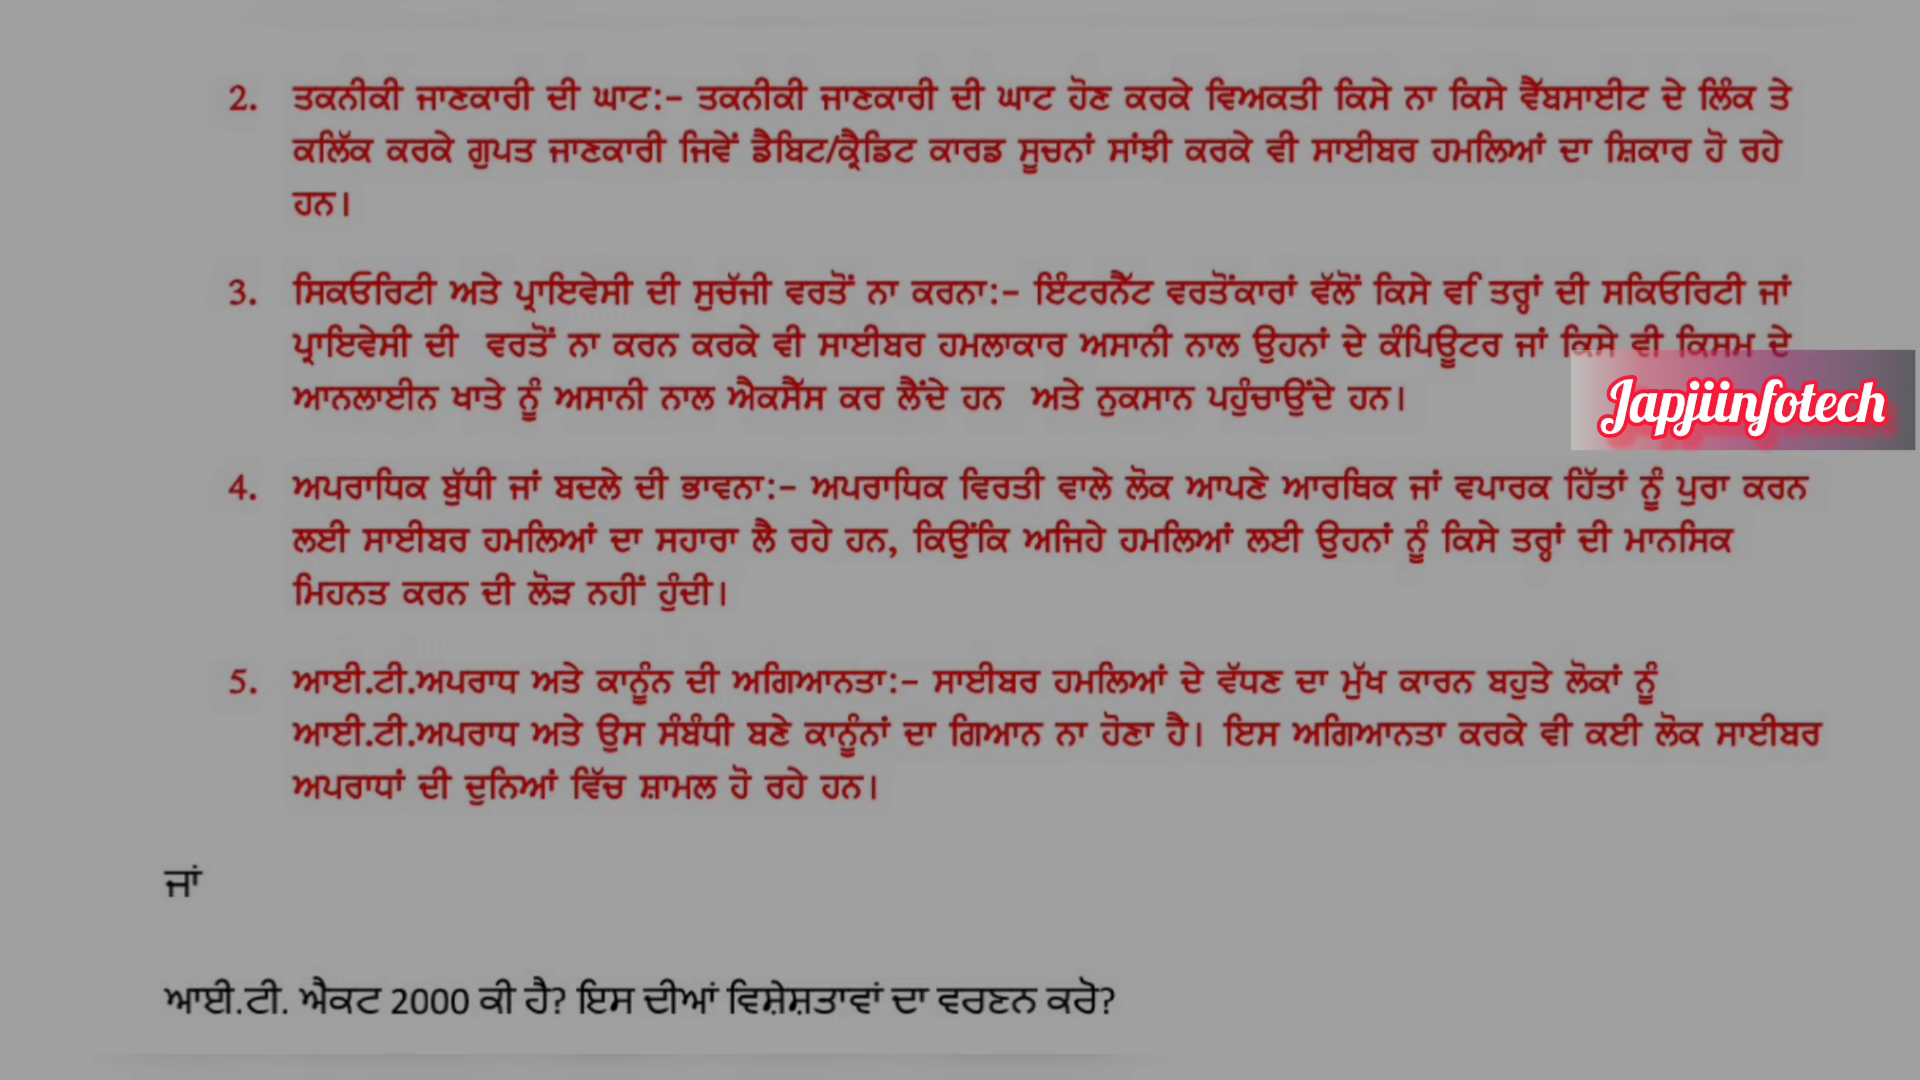 2. ਤਕਨੀਕੀ ਜਾਣਕਾਰੀ ਦੀ ਘਾਟ:- ਤਕਨੀਕੀ ਜਾਣਕਾਰੀ ਦੀ ਘਾਟ ਹੋਣ ਕਰਕੇ ਵਿਅਕਤੀ ਕਿਸੇ ਨਾ ਕਿਸੇ ਵੈੱਬਸਾਈਟ ਦੇ ਲਿੰਕ ਤੇ
ਕਲਿੱਕ ਕਰਕੇ ਗੁਪਤ ਜਾਣਕਾਰੀ ਜਿਵੇਂ ਡੈਬਿਟ/ਕ੍ਰੈਡਿਟ ਕਾਰਡ ਸੂਚਨਾਂ ਸਾਂਝੀ ਕਰਕੇ ਵੀ ਸਾਈਬਰ ਹਮਲਿਆਂ ਦਾ ਸ਼ਿਕਾਰ ਹੋ ਰਹੇ
ਹਨ।
3. ਸਿਕਓਰਿਟੀ ਅਤੇ ਪ੍ਰਾਇਵੇਸੀ ਦੀ ਸੁਚੱਜੀ ਵਰਤੋਂ ਨਾ ਕਰਨਾ:- ਇੰਟਰਨੈੱਟ ਵਰਤੋਂਕਾਰਾਂ ਵੱਲੋਂ ਕਿਸੇ ਵਿ ਤਰ੍ਹਾਂ ਦੀ ਸਕਿਓਰਿਟੀ ਜਾਂ
ਪ੍ਰਾਇਵੇਸੀ ਦੀ ਵਰਤੋਂ ਨਾ ਕਰਨ ਕਰਕੇ ਵੀ ਸਾਈਬਰ ਹਮਲਾਕਾਰ ਅਸਾਨੀ ਨਾਲ ਉਹਨਾਂ ਦੇ ਕੰਪਿਊਟਰ ਜਾਂ ਕਿਸੇ ਵੀ ਕਿਸਮ ਦੇ
ਆਨਲਾਈਨ ਖਾਤੇ ਨੂੰ ਅਸਾਨੀ ਨਾਲ ਐਕਸੈੱਸ ਕਰ ਲੈਂਦੇ ਹਨ ਅਤੇ ਨੁਕਸਾਨ ਪਹੁੰਚਾਉਂਦੇ ਹਨ।
Japjiinfotech
4. ਅਪਰਾਧਿਕ ਬੁੱਧੀ ਜਾਂ ਬਦਲੇ ਦੀ ਭਾਵਨਾ:- ਅਪਰਾਧਿਕ ਵਿਰਤੀ ਵਾਲੇ ਲੋਕ ਆਪਣੇ ਆਰਥਿਕ ਜਾਂ ਵਪਾਰਕ ਹਿੱਤਾਂ ਨੂੰ ਪੁਰਾ ਕਰਨ
ਲਈ ਸਾਈਬਰ ਹਮਲਿਆਂ ਦਾ ਸਹਾਰਾ ਲੈ ਰਹੇ ਹਨ, ਕਿਉਂਕਿ ਅਜਿਹੇ ਹਮਲਿਆਂ ਲਈ ਉਹਨਾਂ ਨੂੰ ਕਿਸੇ ਤਰ੍ਹਾਂ ਦੀ ਮਾਨਸਿਕ
ਮਿਹਨਤ ਕਰਨ ਦੀ ਲੋੜ ਨਹੀਂ ਹੁੰਦੀ।
5. ਆਈ.ਟੀ.ਅਪਰਾਧ ਅਤੇ ਕਾਨੂੰਨ ਦੀ ਅਗਿਆਨਤਾ:- ਸਾਈਬਰ ਹਮਲਿਆਂ ਦੇ ਵੱਧਣ ਦਾ ਮੁੱਖ ਕਾਰਨ ਬਹੁਤੇ ਲੋਕਾਂ ਨੂੰ
ਆਈ.ਟੀ.ਅਪਰਾਧ ਅਤੇ ਉਸ ਸੰਬੰਧੀ ਬਣੇ ਕਾਨੂੰਨਾਂ ਦਾ ਗਿਆਨ ਨਾ ਹੋਣਾ ਹੈ। ਇਸ ਅਗਿਆਨਤਾ ਕਰਕੇ ਵੀ ਕਈ ਲੋਕ ਸਾਈਬਰ
ਅਪਰਾਧਾਂ ਦੀ ਦੁਨਿਆਂ ਵਿੱਚ ਸ਼ਾਮਲ ਹੋ ਰਹੇ ਹਨ।
ਜਾਂ
ਆਈ.ਟੀ. ਐਕਟ 2000 ਕੀ ਹੈ? ਇਸ ਦੀਆਂ ਵਿਸ਼ੇਸ਼ਤਾਵਾਂ ਦਾ ਵਰਣਨ ਕਰੋ?